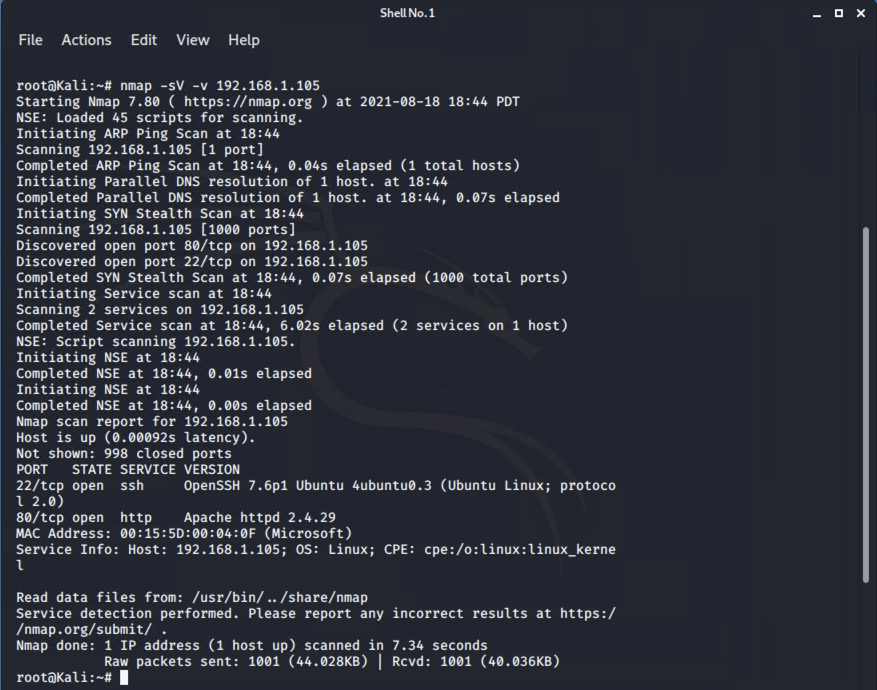 Shell No. 1
File Actions Edit View Help
root@Kali:~# nmap -sV -v 192.168.1.105
Starting Nmap 7.80 ( https://nmap.org ) at 2021-08-18 18:44 PDT
NSE: Loaded 45 scripts for scanning.
Initiating ARP Ping Scan at 18:44
Scanning 192.168.1.105 [1 port]
Completed ARP Ping Scan at 18:44, 0.04s elapsed (1 total hosts)
Initiating Parallel DNS resolution of 1 host. at 18:44
Completed Parallel DNS resolution of 1 host. at 18:44, 0.07s elapsed
Initiating SYN Stealth Scan at 18:44
Scanning 192.168.1.105 [1000 ports]
Discovered open port 80/tcp on 192.168.1.105
Discovered open port 22/tcp on 192.168.1.105
Completed SYN Stealth Scan at 18:44, 0.07s elapsed (1000 total ports)
Initiating Service scan at 18:44
Scanning 2 services on 192.168.1.105
Completed Service scan at 18:44, 6.02s elapsed (2 services on 1 host)
NSE: Script scanning 192.168.1.105.
Initiating NSE at 18:44
Completed NSE at 18:44, 0.01s elapsed
Initiating NSE at 18:44
Completed NSE at 18:44, 0.00s elapsed
Nmap scan report for 192.168.1.105
Host is up (0.00092s latency).
Not shown: 998 closed ports
PORT   STATE SERVICE VERSION
22/tcp open  ssh     OpenSSH 7.6p1 Ubuntu 4ubuntu0.3 (Ubuntu Linux; protoco
l 2.0)
80/tcp open  http    Apache httpd 2.4.29
MAC Address: 00:15:5D:00:04:0F (Microsoft)
Service Info: Host: 192.168.1.105; OS: Linux; CPE: cpe:/o:linux:linux_kerne
l
Read data files from: /usr/bin/../share/nmap
Service detection performed. Please report any incorrect results at https:/
/nmap.org/submit/ .
Nmap done: 1 IP address (1 host up) scanned in 7.34 seconds
           Raw packets sent: 1001 (44.028KB) | Rcvd: 1001 (40.036KB)
root@Kali:~#